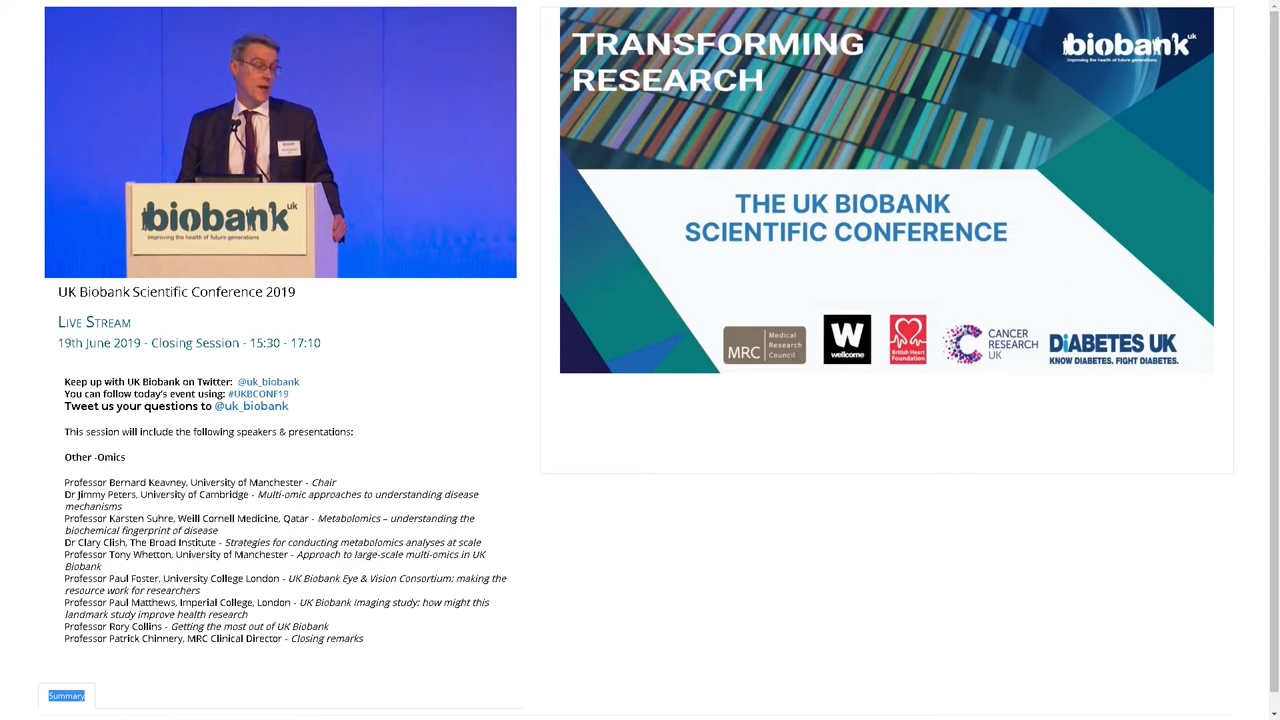 biobank uk
Improving the health of future generations
UK Biobank Scientific Conference 2019
LIVE STREAM
19th June 2019 - Closing Session - 15:30 - 17:10
Keep up with UK Biobank on Twitter: @uk_biobank
You can follow today's event using: #UKBCONF19
Tweet us your questions to @uk_biobank
This session will include the following speakers & presentations:
Other -Omics
Professor Bernard Keavney, University of Manchester - Chair
Dr Jimmy Peters, University of Cambridge - Multi-omic approaches to understanding disease
mechanisms
Professor Karsten Suhre, Weill Cornell Medicine, Qatar - Metabolomics – understanding the
biochemical fingerprint of disease
Dr Clary Clish, The Broad Institute - Strategies for conducting metabolomics analyses at scale
Professor Tony Whetton, University of Manchester - Approach to large-scale multi-omics in UK
Biobank
Professor Paul Foster, University College London - UK Biobank Eye & Vision Consortium: making the
resource work for researchers
Professor Paul Matthews, Imperial College, London - UK Biobank Imaging study: how might this
landmark study improve health research
Professor Rory Collins - Getting the most out of UK Biobank
Professor Patrick Chinnery, MRC Clinical Director - Closing remarks
Summary
TRANSFORMING
RESEARCH
biobank uk
Improving the health of future generations
THE UK BIOBANK
SCIENTIFIC CONFERENCE
MRC
Medical
Research
Council
W
wellcome
British Heart
Foundation
CANCER
RESEARCH
UK
DiABETES UK
KNOW DIABETES. FIGHT DIABETES.